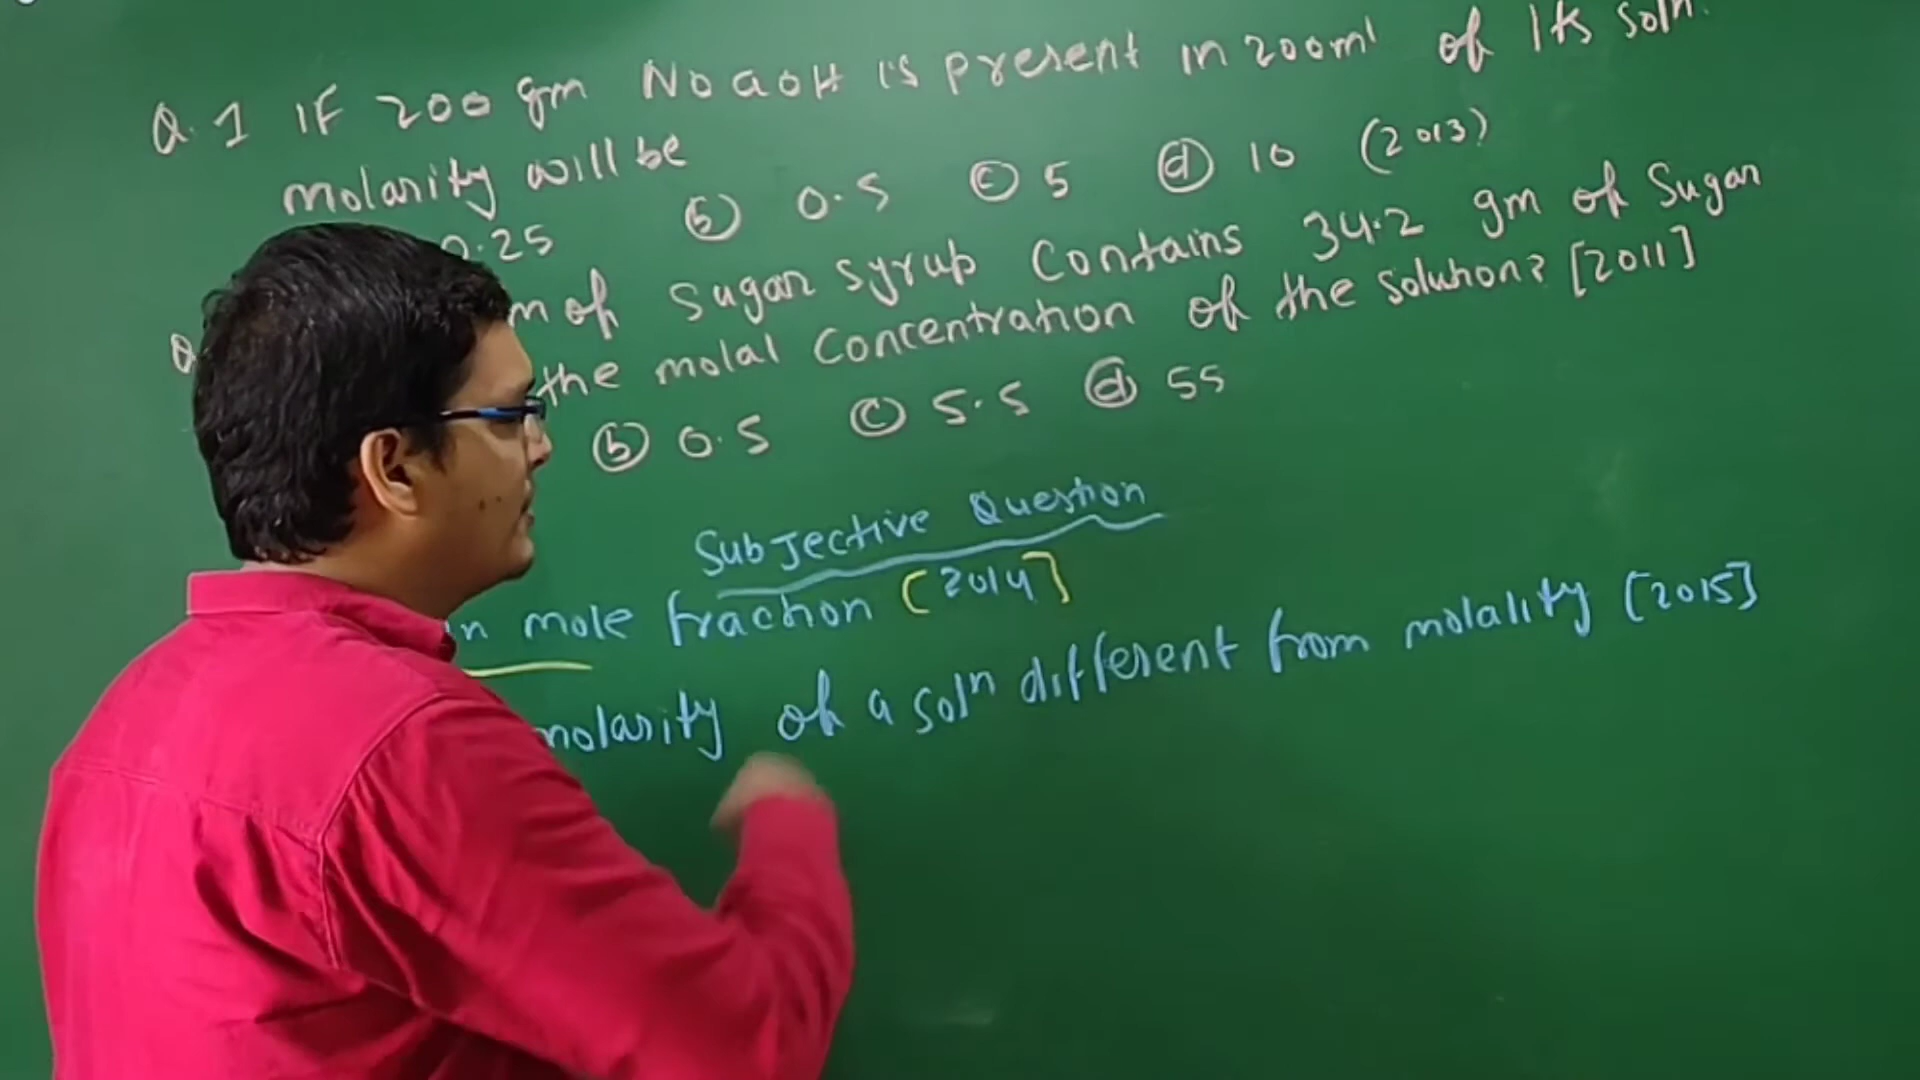 Q.1 IF 200 gm NoaOH is present in 200ml of Its Soln.
Molarity will be
0.25 ⓑ 0.5 ⓒ 5 ⓓ 10 (2013)
Q m of Sugar Syrup Contains 34.2 gm of Sugar
the molal Concentration of the Solution? [2011]
ⓑ 0.5 ⓒ 5.5 ⓓ 55
Subjective Question
n mole fraction [2014]
molarity of a Solⁿ different from molality [2015]